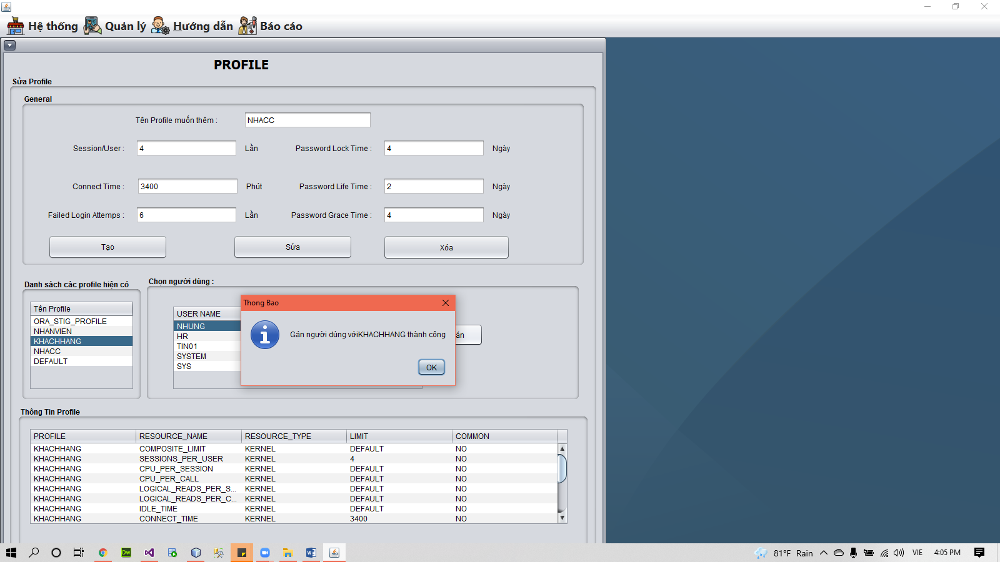 Hệ thống Quản lý Hướng dẫn Báo cáo
PROFILE
Sửa Profile
General
Tên Profile muốn thêm : NHACC
Session/User : 4 Lần Password Lock Time : 4 Ngày
Connect Time : 3400 Phút Password Life Time : 2 Ngày
Failed Login Attemps : 6 Lần Password Grace Time : 4 Ngày
Tạo Sửa Xóa
Danh sách các profile hiện có
Tên Profile
ORA_STIG_PROFILE
NHANVIEN
KHACHHANG
NHACC
DEFAULT
Chọn người dùng :
USER NAME
NHUNG
HR
TIN01
SYSTEM
SYS
án
Thong Bao
Gán người dùng vớiKHACHHANG thành công
OK
Thông Tin Profile
PROFILE RESOURCE_NAME RESOURCE_TYPE LIMIT COMMON
KHACHHANG COMPOSITE_LIMIT KERNEL DEFAULT NO
KHACHHANG SESSIONS_PER_USER KERNEL 4 NO
KHACHHANG CPU_PER_SESSION KERNEL DEFAULT NO
KHACHHANG CPU_PER_CALL KERNEL DEFAULT NO
KHACHHANG LOGICAL_READS_PER_S... KERNEL DEFAULT NO
KHACHHANG LOGICAL_READS_PER_C... KERNEL DEFAULT NO
KHACHHANG IDLE_TIME KERNEL DEFAULT NO
KHACHHANG CONNECT_TIME KERNEL 3400 NO
Dw 81°F Rain VIE 4:05 PM